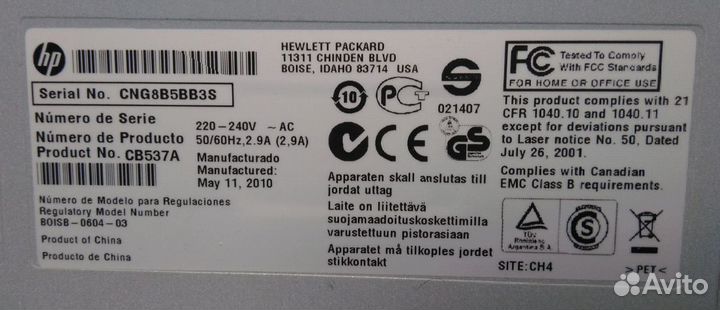 hp
HEWLETT PACKARD
11311 CHINDEN BLVD
BOISE, IDAHO 83714 USA
Serial No. CNG8B5BB3S
Número de Serie
Número de Producto
Product No. CB537A
220-240V ~ AC
50/60Hz, 2.9A (2,9A)
Manufacturado
Manufactured:
May 11, 2010
Número de Modelo para Regulaciones
Regulatory Model Number
BOISB-0604-03
Product of China
Producto de China
10
021407
CE
GS
Apparaten skall anslutas till
jordat uttag
Laite on liitettävä
suojamaadoituskoskettimilla
varustettuun pistorasiaan
Apparatet må tilkoples jordet
stikkontakt
FC Tested To Comply
With FCC Standards
FOR HOME OR OFFICE USE
This product complies with 21
CFR 1040.10 and 1040.11
except for deviations pursuant
to Laser notice No. 50, Dated
July 26, 2001.
Complies with Canadian
EMC Class B requirements.
TÜV
Rheinland
Argentina S.A.
S
SITE:CH4
>PET<
Avito